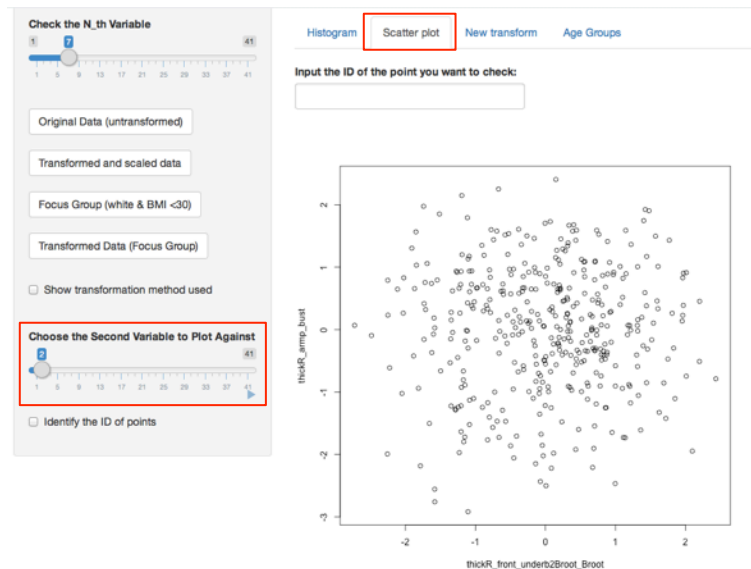 Check the N_th Variable
1 7 41
1 5 9 13 17 21 25 29 33 37 41
Original Data (untransformed)
Transformed and scaled data
Focus Group (white & BMI <30)
Transformed Data (Focus Group)
Show transformation method used
Choose the Second Variable to Plot Against
2 41
1 5 9 13 17 21 25 29 33 37 41
Identify the ID of points
Histogram Scatter plot New transform Age Groups
Input the ID of the point you want to check:
2
1
0
-1
-2
-3
thickR_armp_bust
-2 -1 0 1 2
thickR_front_underb2Broot_Broot